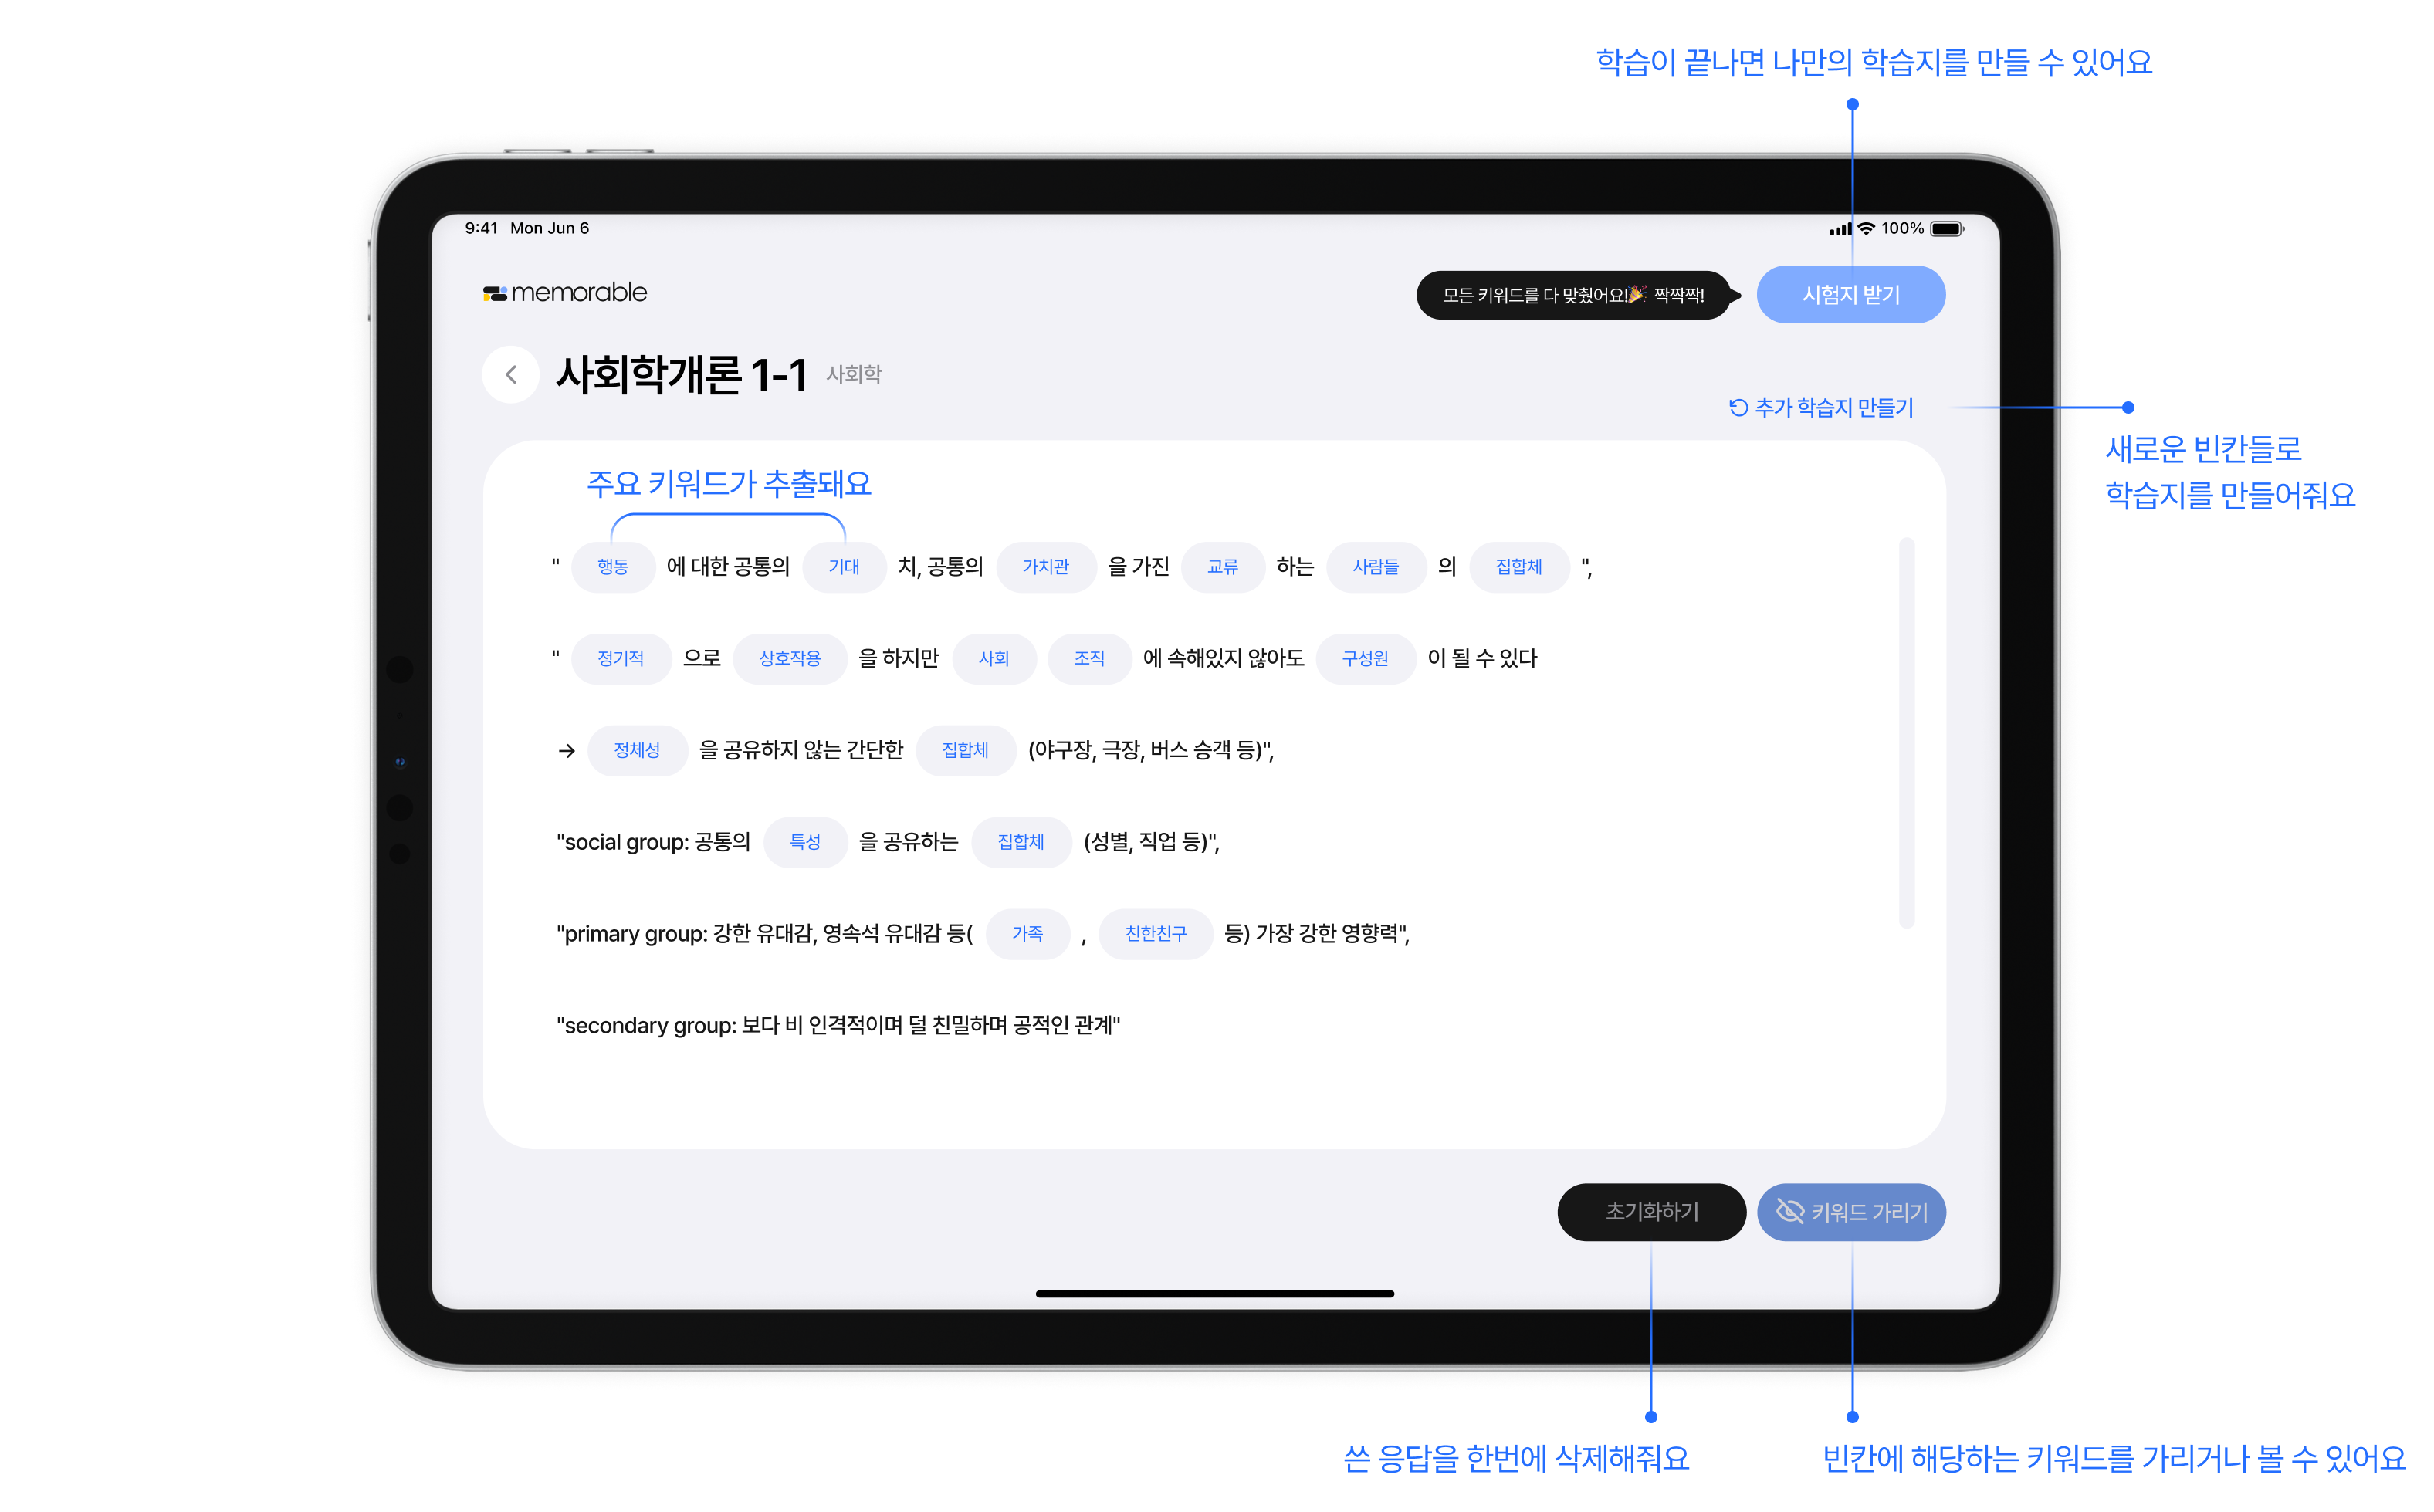 학습이 끝나면 나만의 학습지를 만들 수 있어요
9:41 Mon Jun 6
100%
memorable
모든 키워드를 다 맞췄어요!🎉 짝짝짝!
시험지 받기
사회학개론 1-1 사회학
추가 학습지 만들기
새로운 빈칸들로
학습지를 만들어줘요
주요 키워드가 추출돼요
" 행동 에 대한 공통의 기대 치, 공통의 가치관 을 가진 교류 하는 사람들 의 집합체 ",
" 정기적 으로 상호작용 을 하지만 사회 조직 에 속해있지 않아도 구성원 이 될 수 있다
→ 정체성 을 공유하지 않는 간단한 집합체 (야구장, 극장, 버스 승객 등)",
"social group: 공통의 특성 을 공유하는 집합체 (성별, 직업 등)",
"primary group: 강한 유대감, 영속석 유대감 등( 가족 , 친한친구 등) 가장 강한 영향력",
"secondary group: 보다 비 인격적이며 덜 친밀하며 공적인 관계"
초기화하기
키워드 가리기
쓴 응답을 한번에 삭제해줘요
빈칸에 해당하는 키워드를 가리거나 볼 수 있어요